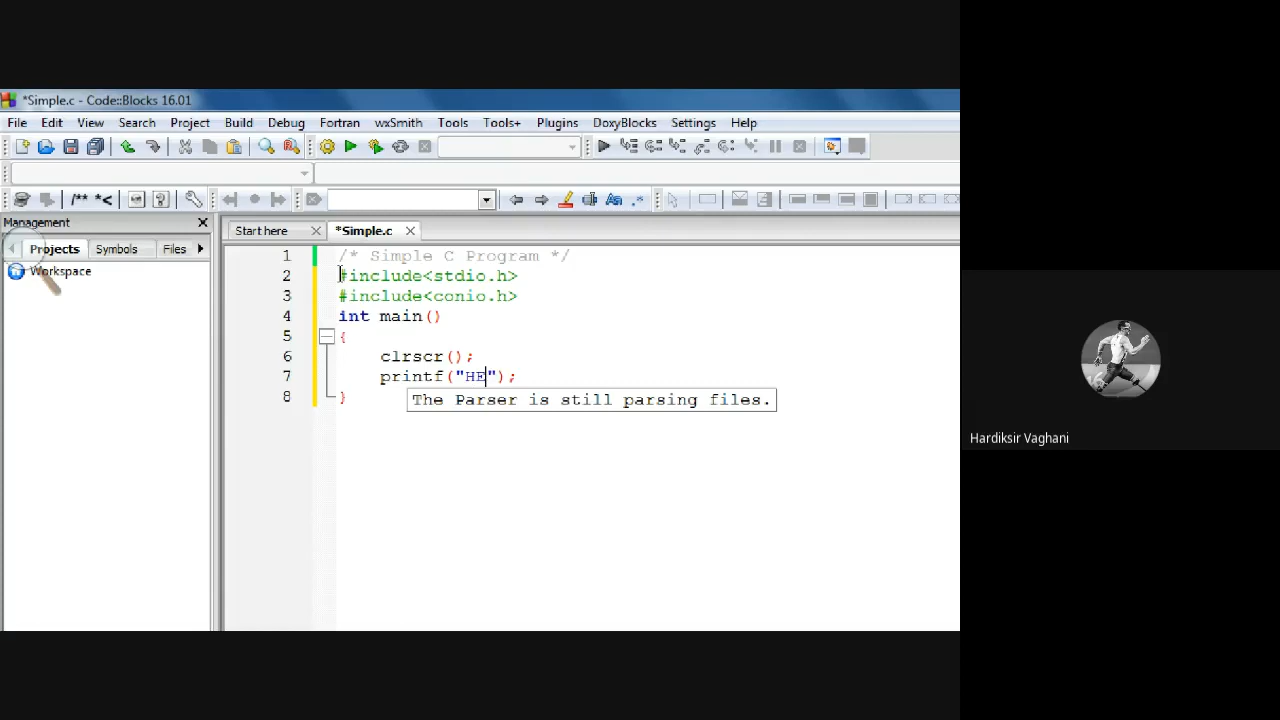 *Simple.c - Code::Blocks 16.01
File Edit View Search Project Build Debug Fortran wxSmith Tools Tools+ Plugins DoxyBlocks Settings Help
/** *<
Management
Projects Symbols Files
Workspace
Start here *Simple.c
1 /* Simple C Program */
2 #include<stdio.h>
3 #include<conio.h>
4 int main()
5 {
6 clrscr();
7 printf("HE");
The Parser is still parsing files.
8 }
Hardiksir Vaghani